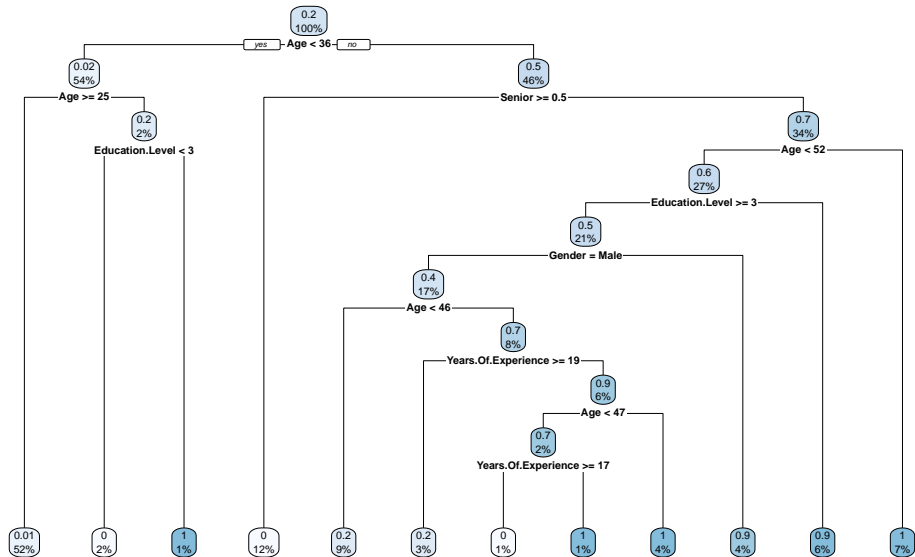 0.2
100%
yes Age < 36 no
0.02
54%
0.5
46%
Age >= 25
Senior >= 0.5
0.2
2%
0.7
34%
Education.Level < 3
Age < 52
0.6
27%
Education.Level >= 3
0.5
21%
Gender = Male
0.4
17%
Age < 46
0.7
8%
Years.Of.Experience >= 19
0.9
6%
Age < 47
0.7
2%
Years.Of.Experience >= 17
0.01 0 1 0 0.2 0.2 0 1 1 0.9 0.9 1
52% 2% 1% 12% 9% 3% 1% 1% 4% 4% 6% 7%